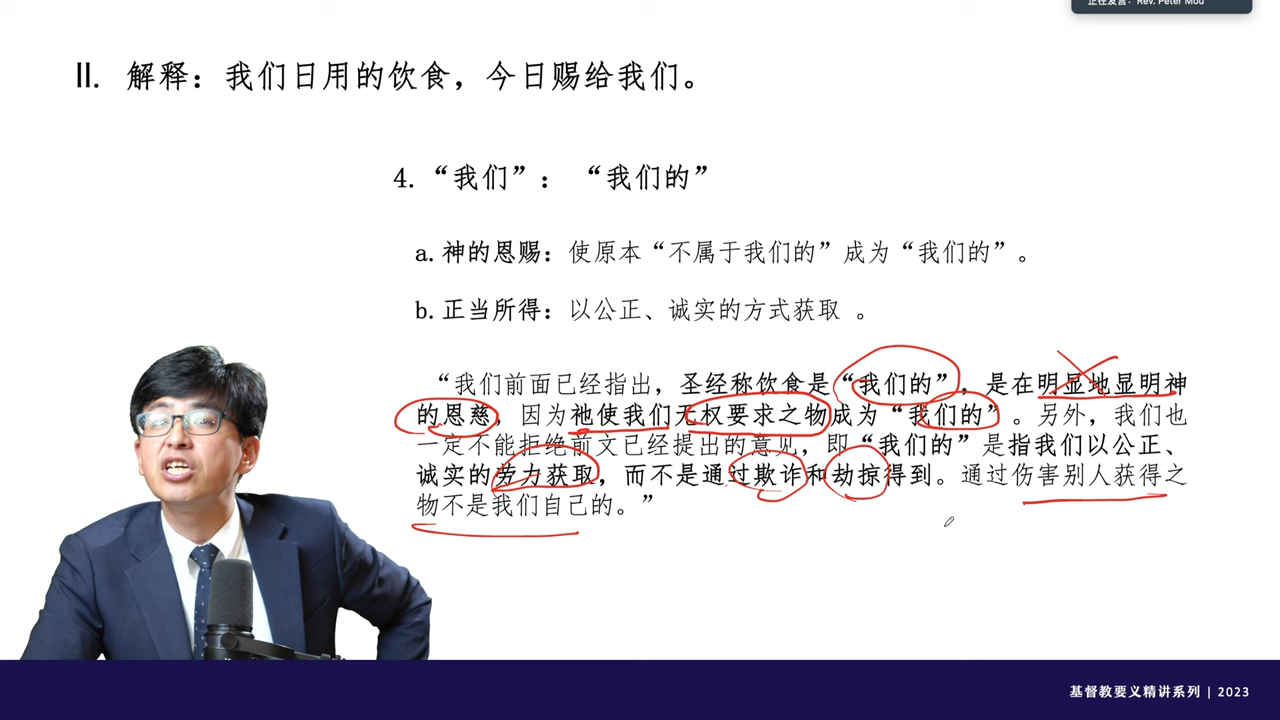 正在发言: Rev. Peter Mou
II. 解释：我们日用的饮食，今日赐给我们。
4. “我们”： “我们的”
a. 神的恩赐：使原本“不属于我们的”成为“我们的”。
b. 正当所得：以公正、诚实的方式获取 。
“我们前面已经指出，圣经称饮食是“我们的”，是在明显地显明神
的恩慈，因为祂使我们无权要求之物成为“我们的”。另外，我们也
一定不能拒绝前文已经提出的意见，即“我们的”是指我们以公正、
诚实的劳力获取，而不是通过欺诈和劫掠得到。通过伤害别人获得之
物不是我们自己的。”
基督教要义精讲系列 | 2023